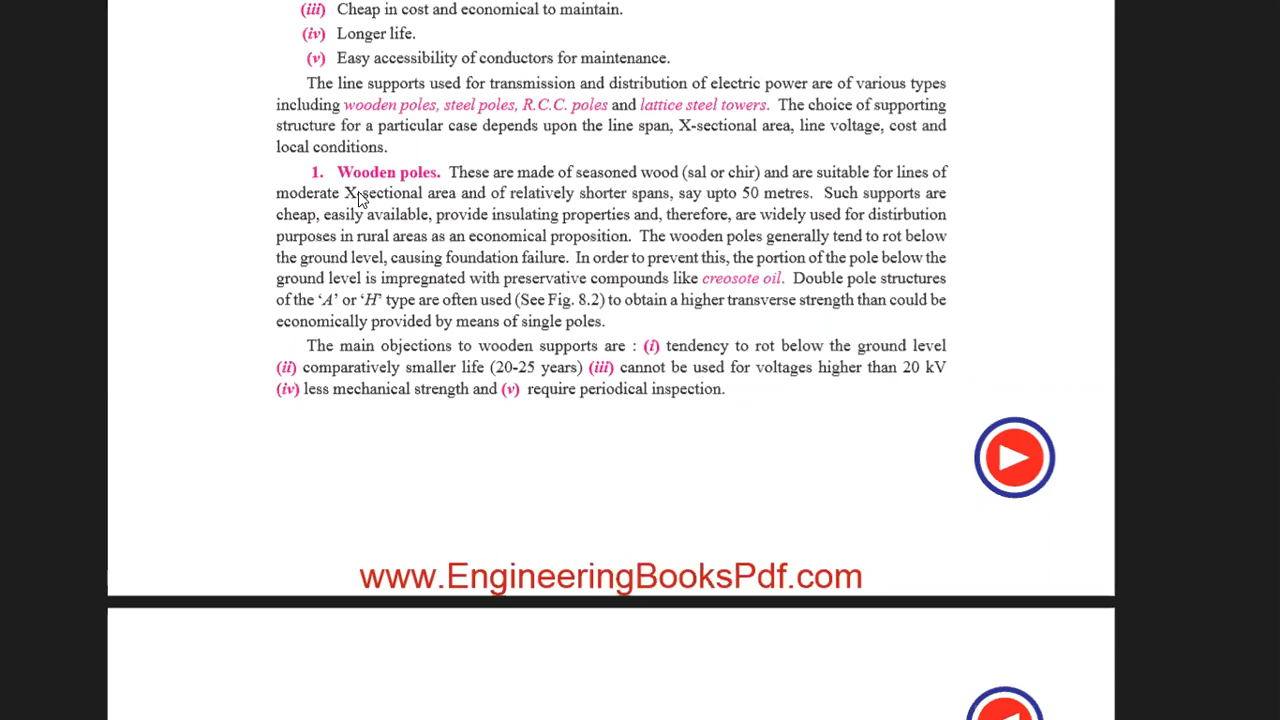 (iii) Cheap in cost and economical to maintain.
(iv) Longer life.
(v) Easy accessibility of conductors for maintenance.
The line supports used for transmission and distribution of electric power are of various types
including wooden poles, steel poles, R.C.C. poles and lattice steel towers. The choice of supporting
structure for a particular case depends upon the line span, X-sectional area, line voltage, cost and
local conditions.
1. Wooden poles. These are made of seasoned wood (sal or chir) and are suitable for lines of
moderate X-sectional area and of relatively shorter spans, say upto 50 metres. Such supports are
cheap, easily available, provide insulating properties and, therefore, are widely used for distirbution
purposes in rural areas as an economical proposition. The wooden poles generally tend to rot below
the ground level, causing foundation failure. In order to prevent this, the portion of the pole below the
ground level is impregnated with preservative compounds like creosote oil. Double pole structures
of the ‘A’ or ‘H’ type are often used (See Fig. 8.2) to obtain a higher transverse strength than could be
economically provided by means of single poles.
The main objections to wooden supports are : (i) tendency to rot below the ground level
(ii) comparatively smaller life (20-25 years) (iii) cannot be used for voltages higher than 20 kV
(iv) less mechanical strength and (v) require periodical inspection.
www.EngineeringBooksPdf.com